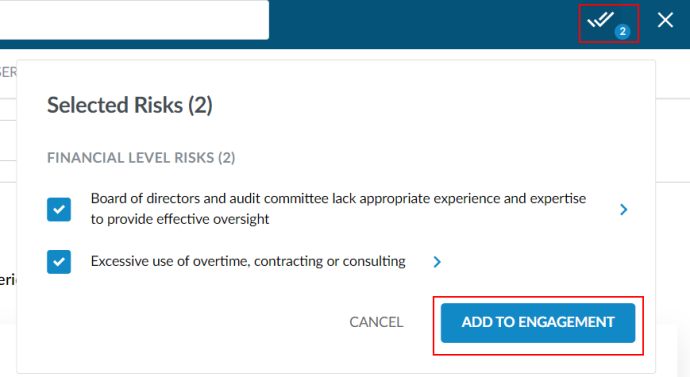 2
SER
Selected Risks (2)
FINANCIAL LEVEL RISKS (2)
Board of directors and audit committee lack appropriate experience and expertise
to provide effective oversight
Excessive use of overtime, contracting or consulting
eri
CANCEL
ADD TO ENGAGEMENT